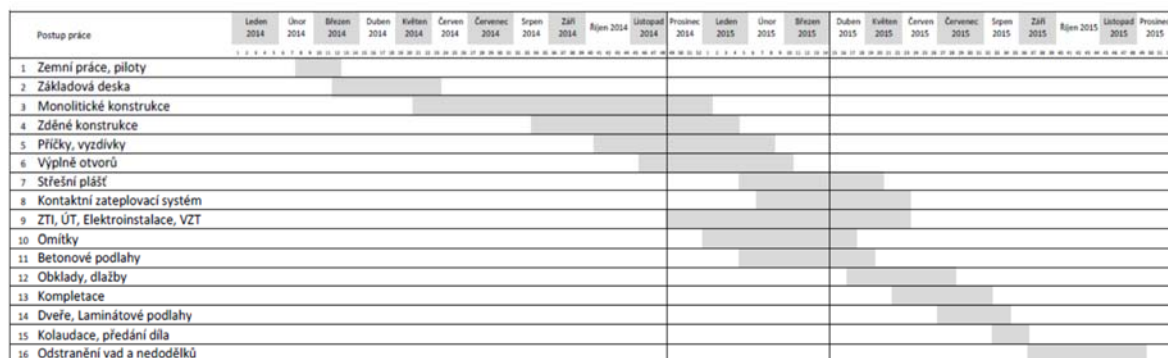 Postup práce Leden 2014 Únor 2014 Březen 2014 Duben 2014 Květen 2014 Červen 2014 Červenec 2014 Srpen 2014 Září 2014 Říjen 2014 Listopad 2014 Prosinec 2014 Leden 2015 Únor 2015 Březen 2015 Duben 2015 Květen 2015 Červen 2015 Červenec 2015 Srpen 2015 Září 2015 Říjen 2015 Listopad 2015 Prosinec 2015
1 Zemní práce, piloty
2 Základová deska
3 Monolitické konstrukce
4 Zděné konstrukce
5 Příčky, vyzdívky
6 Výplně otvorů
7 Střešní plášť
8 Kontaktní zateplovací systém
9 ZTI, ÚT, Elektroinstalace, VZT
10 Omítky
11 Betonové podlahy
12 Obklady, dlažby
13 Kompletace
14 Dveře, Laminátové podlahy
15 Kolaudace, předání díla
16 Odstranění vad a nedodělků